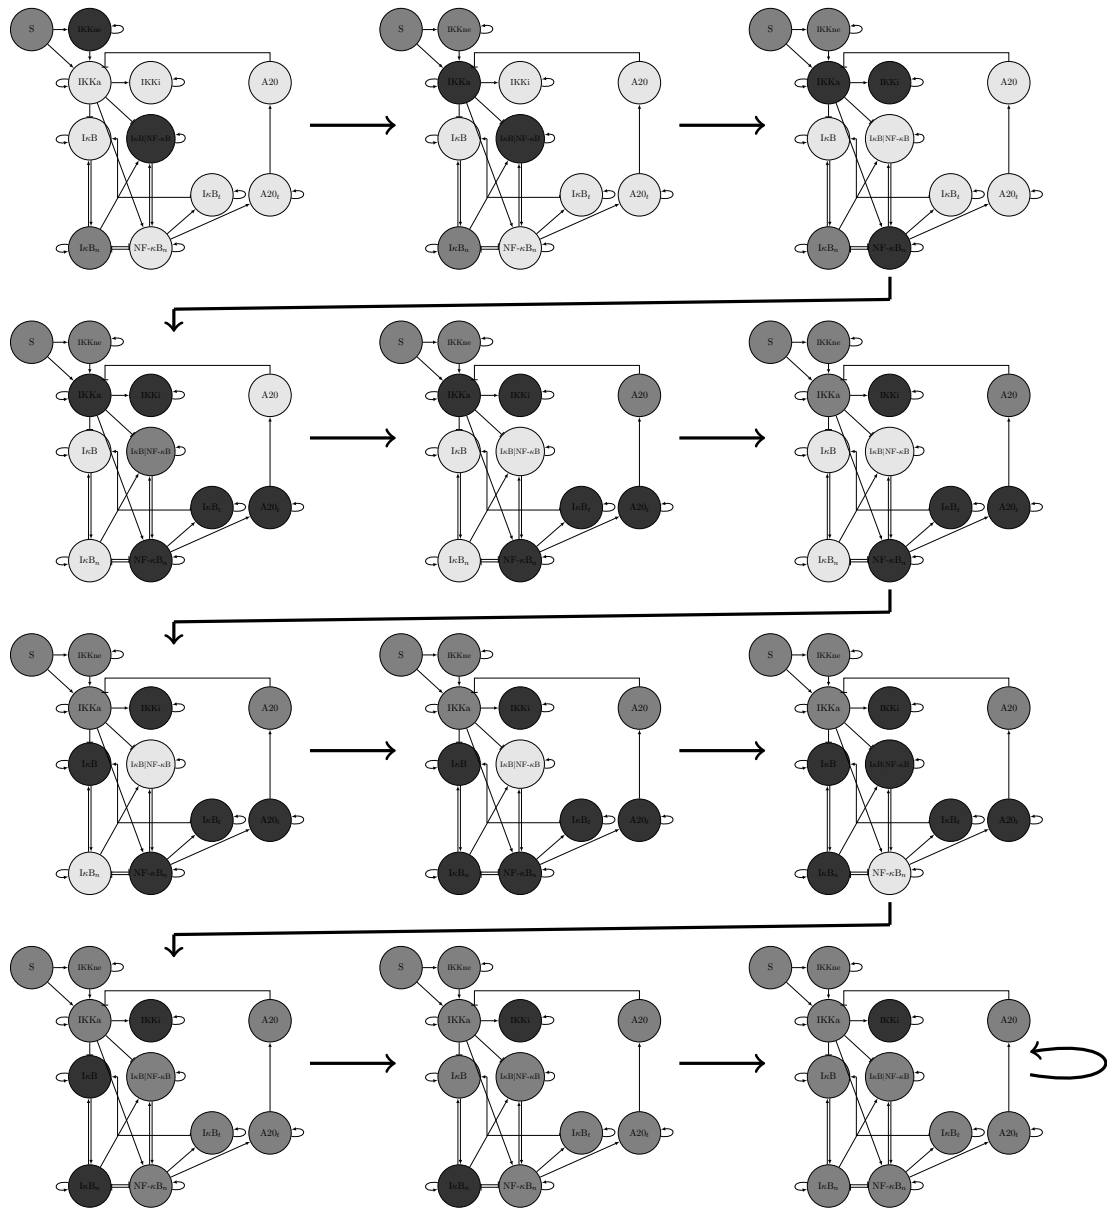 S IKKne
IKKa IKKi A20
IκB IκB|NF-κB
IκBₜ A20ₜ
IκBₙ NF-κBₙ
S IKKne
IKKa IKKi A20
IκB IκB|NF-κB
IκBₜ A20ₜ
IκBₙ NF-κBₙ
S IKKne
IKKa IKKi A20
IκB IκB|NF-κB
IκBₜ A20ₜ
IκBₙ NF-κBₙ
S IKKne
IKKa IKKi A20
IκB IκB|NF-κB
IκBₜ A20ₜ
IκBₙ NF-κBₙ
S IKKne
IKKa IKKi A20
IκB IκB|NF-κB
IκBₜ A20ₜ
IκBₙ NF-κBₙ
S IKKne
IKKa IKKi A20
IκB IκB|NF-κB
IκBₜ A20ₜ
IκBₙ NF-κBₙ
S IKKne
IKKa IKKi A20
IκB IκB|NF-κB
IκBₜ A20ₜ
IκBₙ NF-κBₙ
S IKKne
IKKa IKKi A20
IκB IκB|NF-κB
IκBₜ A20ₜ
IκBₙ NF-κBₙ
S IKKne
IKKa IKKi A20
IκB IκB|NF-κB
IκBₜ A20ₜ
IκBₙ NF-κBₙ
S IKKne
IKKa IKKi A20
IκB IκB|NF-κB
IκBₜ A20ₜ
IκBₙ NF-κBₙ
S IKKne
IKKa IKKi A20
IκB IκB|NF-κB
IκBₜ A20ₜ
IκBₙ NF-κBₙ
S IKKne
IKKa IKKi A20
IκB IκB|NF-κB
IκBₜ A20ₜ
IκBₙ NF-κBₙ